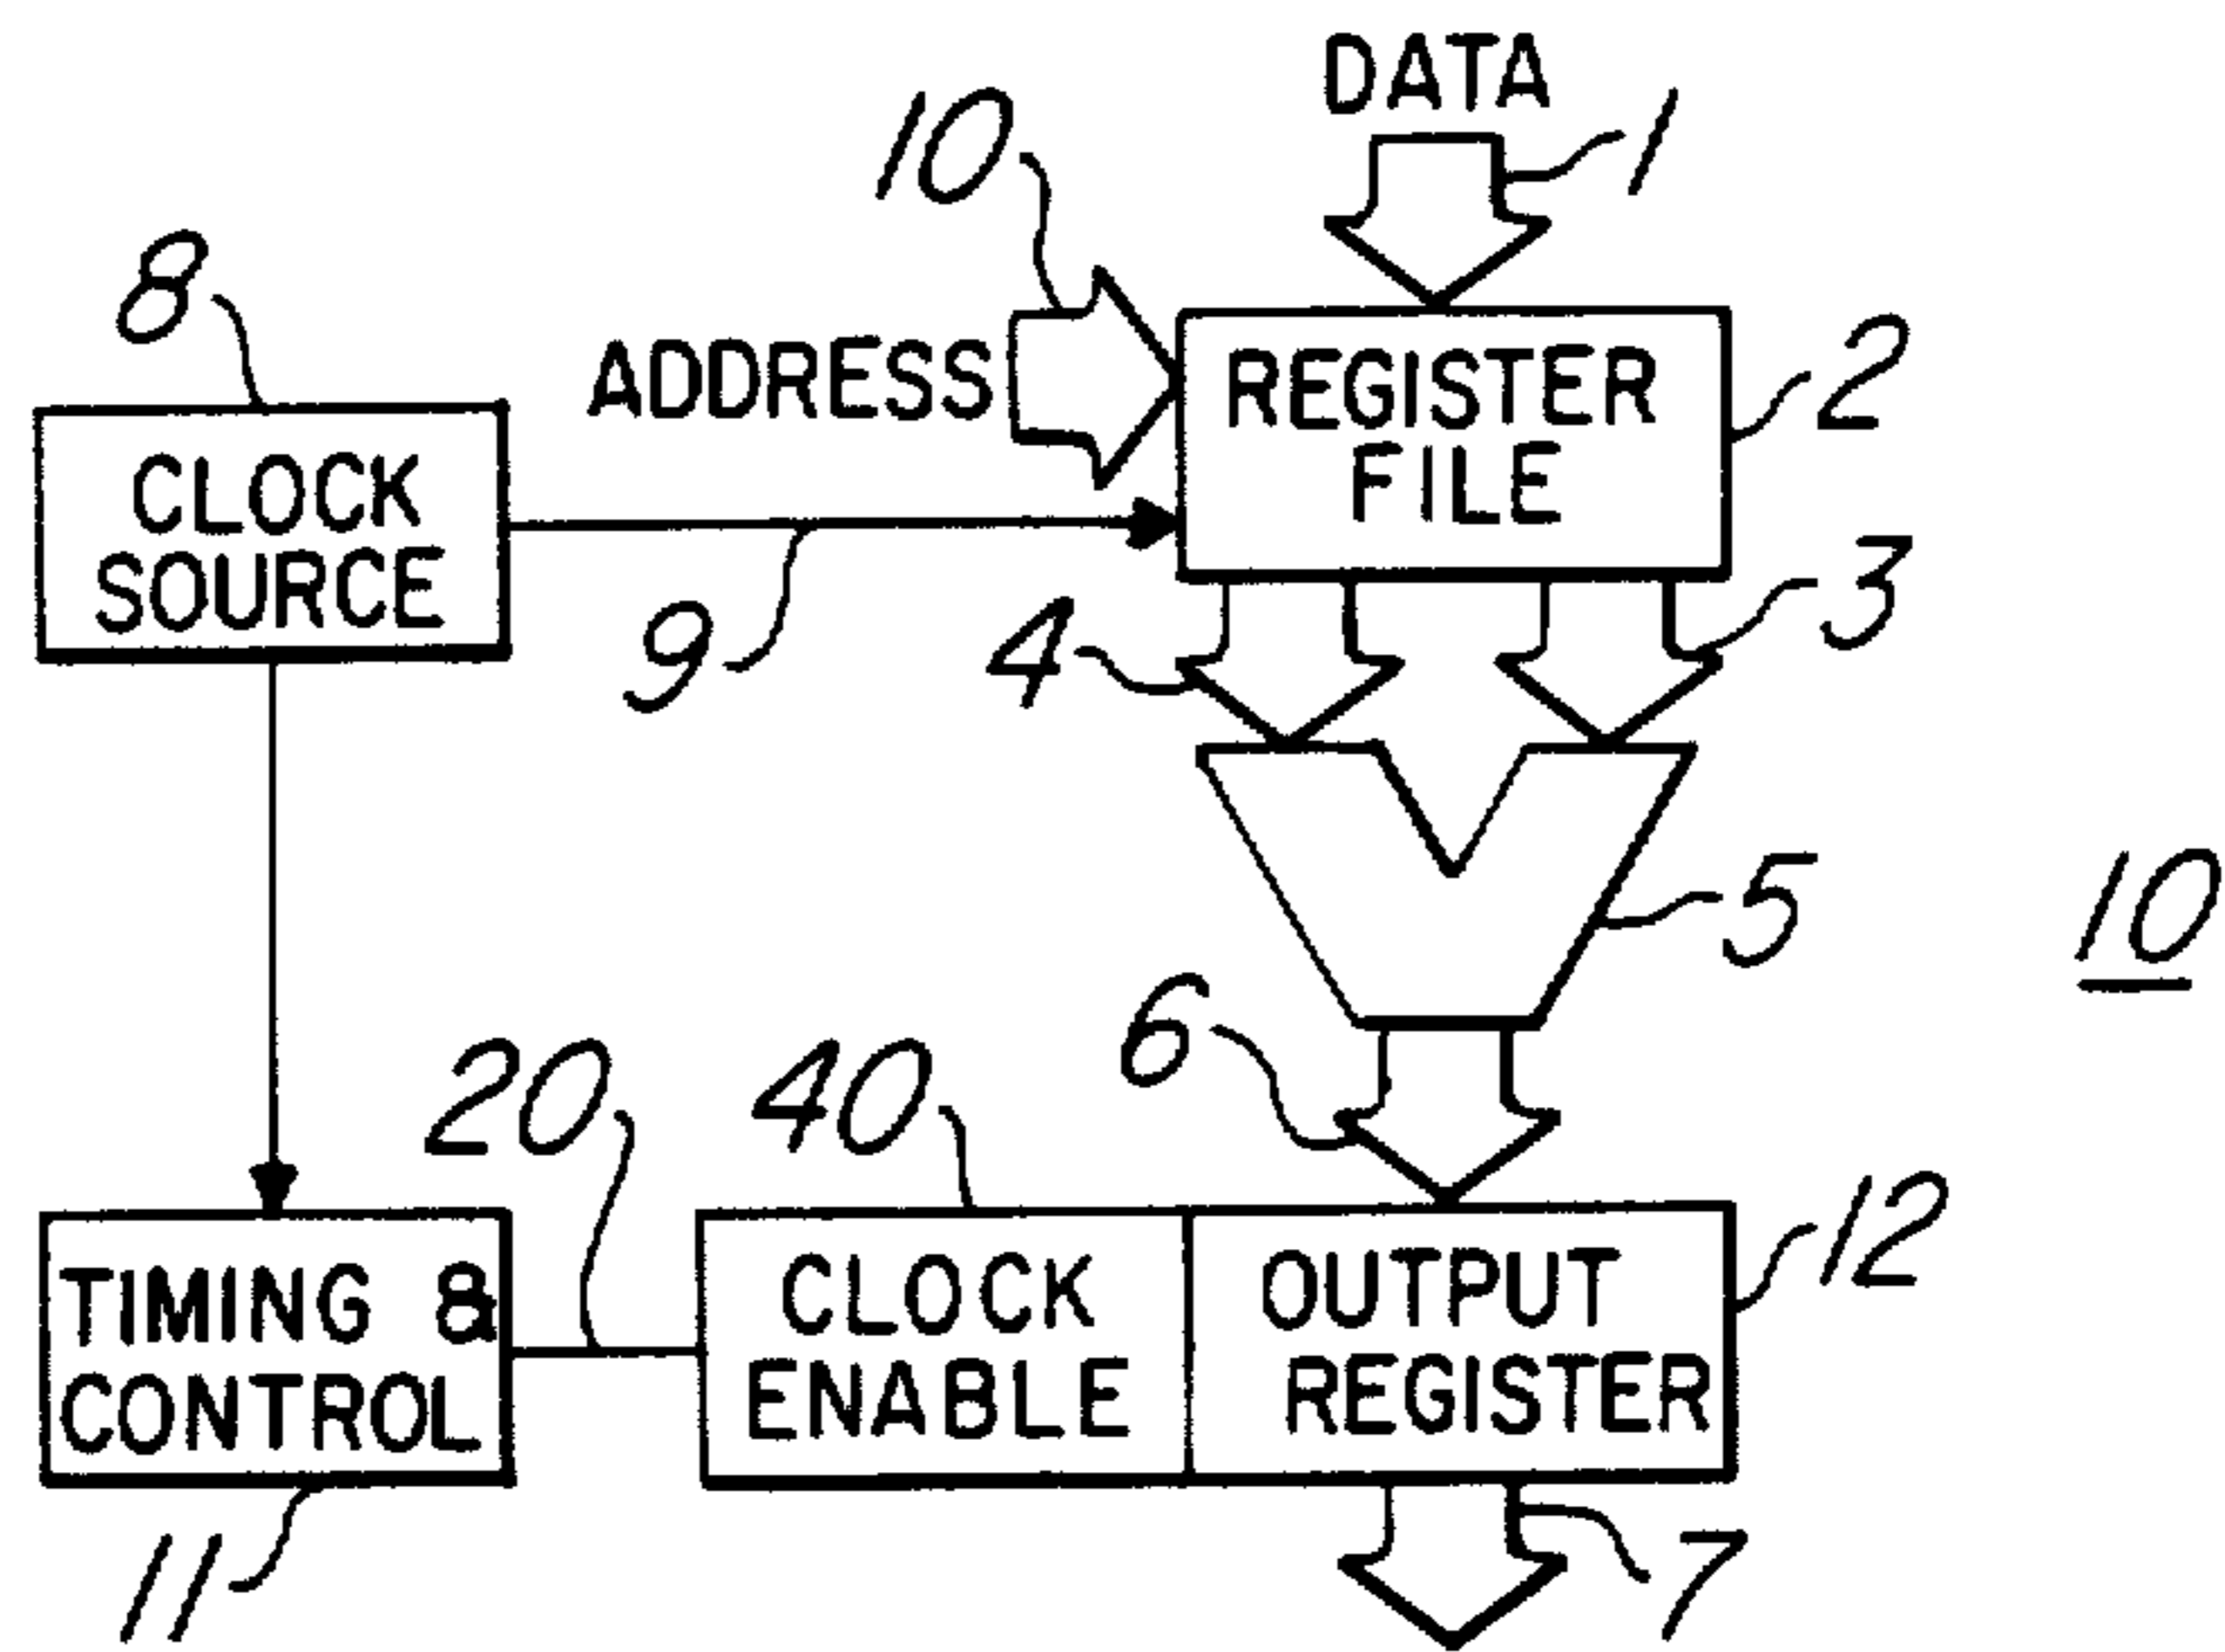 DATA
10
1
8
ADDRESS
REGISTER
FILE
2
CLOCK
SOURCE
9
4
3
5
10
6
20
40
12
TIMING &
CONTROL
CLOCK
ENABLE
OUTPUT
REGISTER
11
7